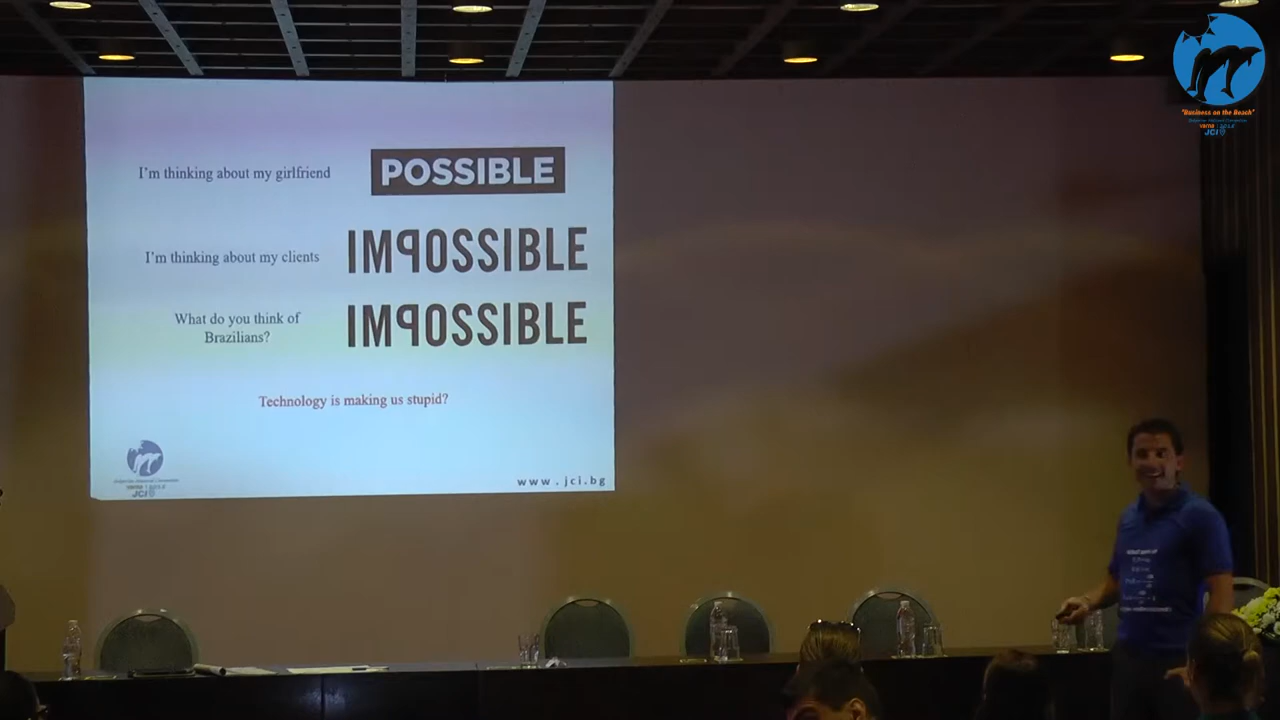 I'm thinking about my girlfriend
POSSIBLE
I'm thinking about my clients
IMPOSSIBLE
What do you think of
Brazilians?
IMPOSSIBLE
Technology is making us stupid?
JCI
www.jci.bg
"Business on the Beach"
JCI